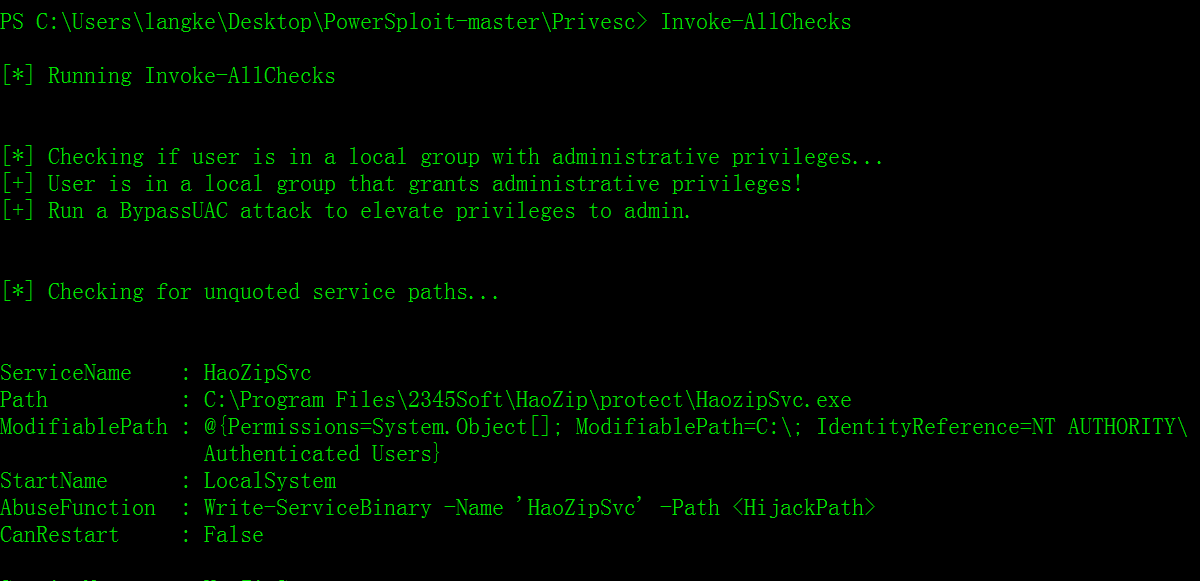 PS C:\Users\langke\Desktop\PowerSploit-master\Privesc> Invoke-AllChecks
[*] Running Invoke-AllChecks
[*] Checking if user is in a local group with administrative privileges...
[+] User is in a local group that grants administrative privileges!
[+] Run a BypassUAC attack to elevate privileges to admin.
[*] Checking for unquoted service paths...
ServiceName : HaoZipSvc
Path : C:\Program Files\2345Soft\HaoZip\protect\HaozipSvc.exe
ModifiablePath : @{Permissions=System.Object[]; ModifiablePath=C:\; IdentityReference=NT AUTHORITY\
Authenticated Users}
StartName : LocalSystem
AbuseFunction : Write-ServiceBinary -Name 'HaoZipSvc' -Path <HijackPath>
CanRestart : False